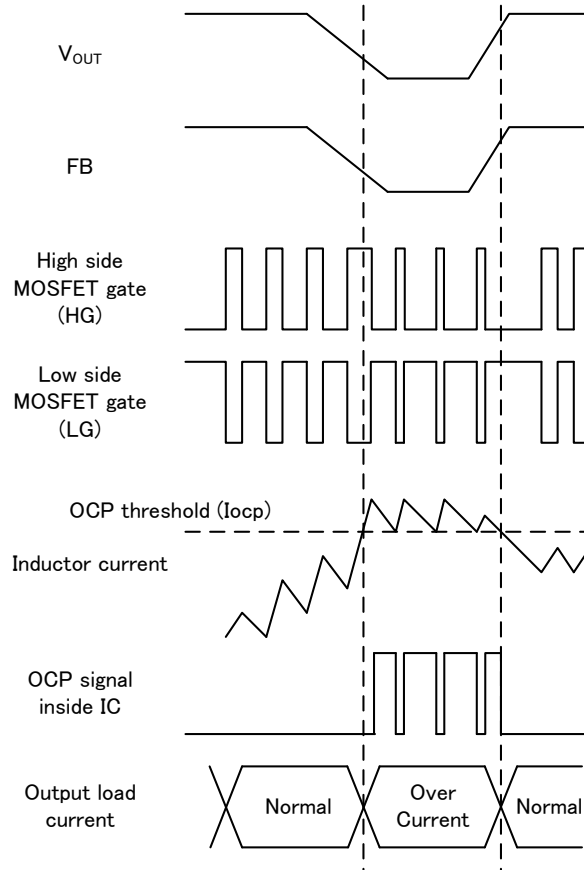 VOUT
FB
High side
MOSFET gate
(HG)
Low side
MOSFET gate
(LG)
OCP threshold (Iocp)
Inductor current
OCP signal
inside IC
Output load
current
Normal
Over
Current
Normal